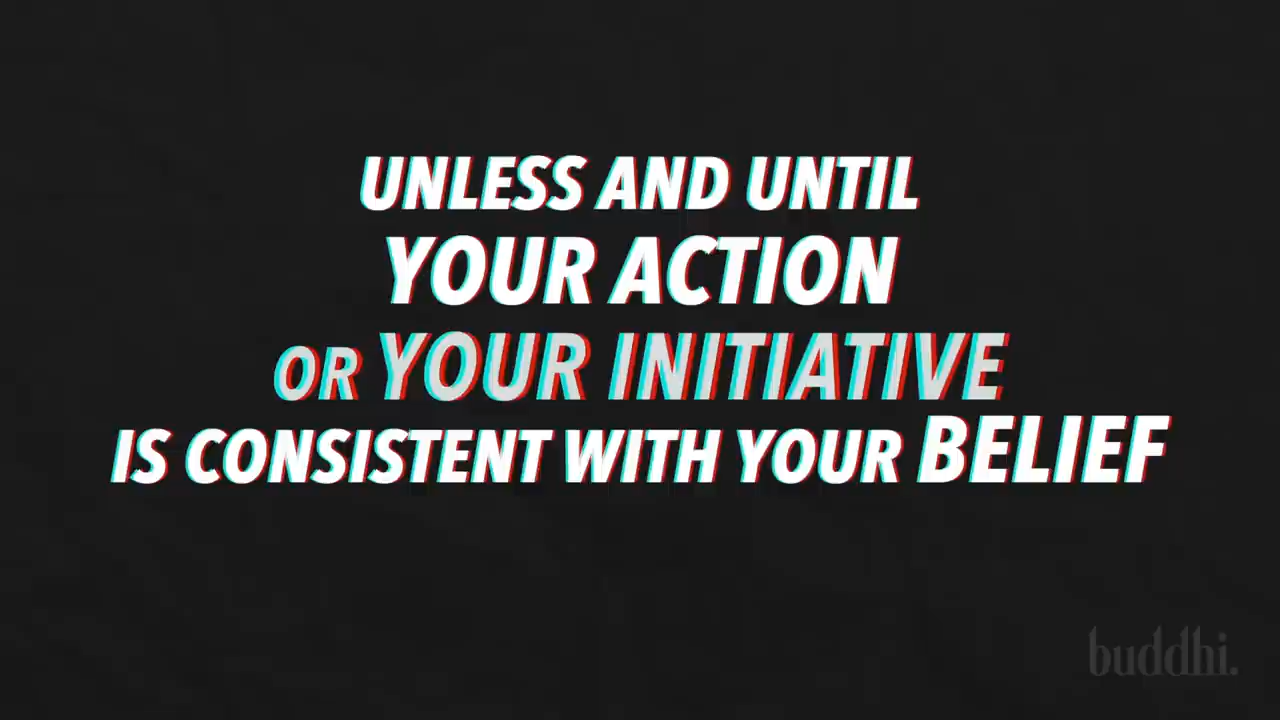 UNLESS AND UNTIL
YOUR ACTION
OR YOUR INITIATIVE
IS CONSISTENT WITH YOUR BELIEF
buddhi.